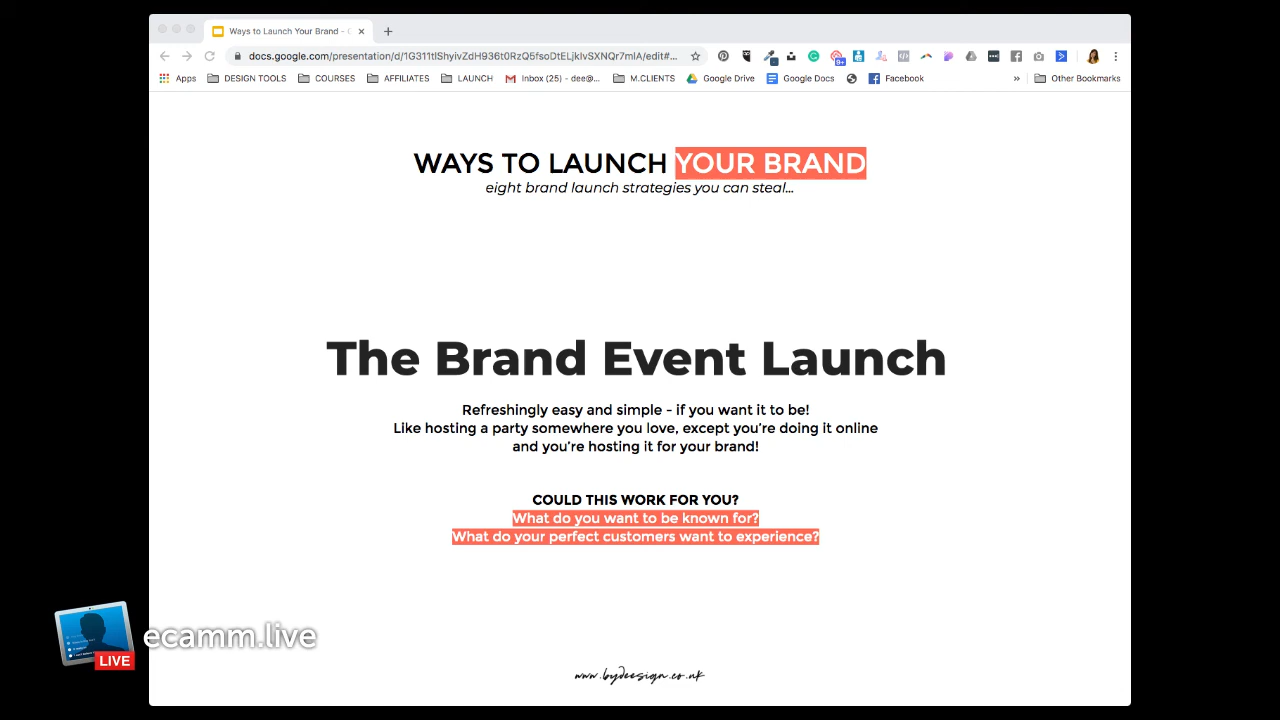 Ways to Launch Your Brand - G
docs.google.com/presentation/d/1G311tlShyivZdH936t0RzQ5fsoDtELjklvSXNQr7mlA/edit#...
Apps DESIGN TOOLS COURSES AFFILIATES LAUNCH Inbox (25) - dee@... M.CLIENTS Google Drive Google Docs Facebook » Other Bookmarks
WAYS TO LAUNCH YOUR BRAND
eight brand launch strategies you can steal...
The Brand Event Launch
Refreshingly easy and simple - if you want it to be!
Like hosting a party somewhere you love, except you're doing it online
and you're hosting it for your brand!
COULD THIS WORK FOR YOU?
What do you want to be known for?
What do your perfect customers want to experience?
ecamm.live
LIVE
www.bydeesign.co.uk